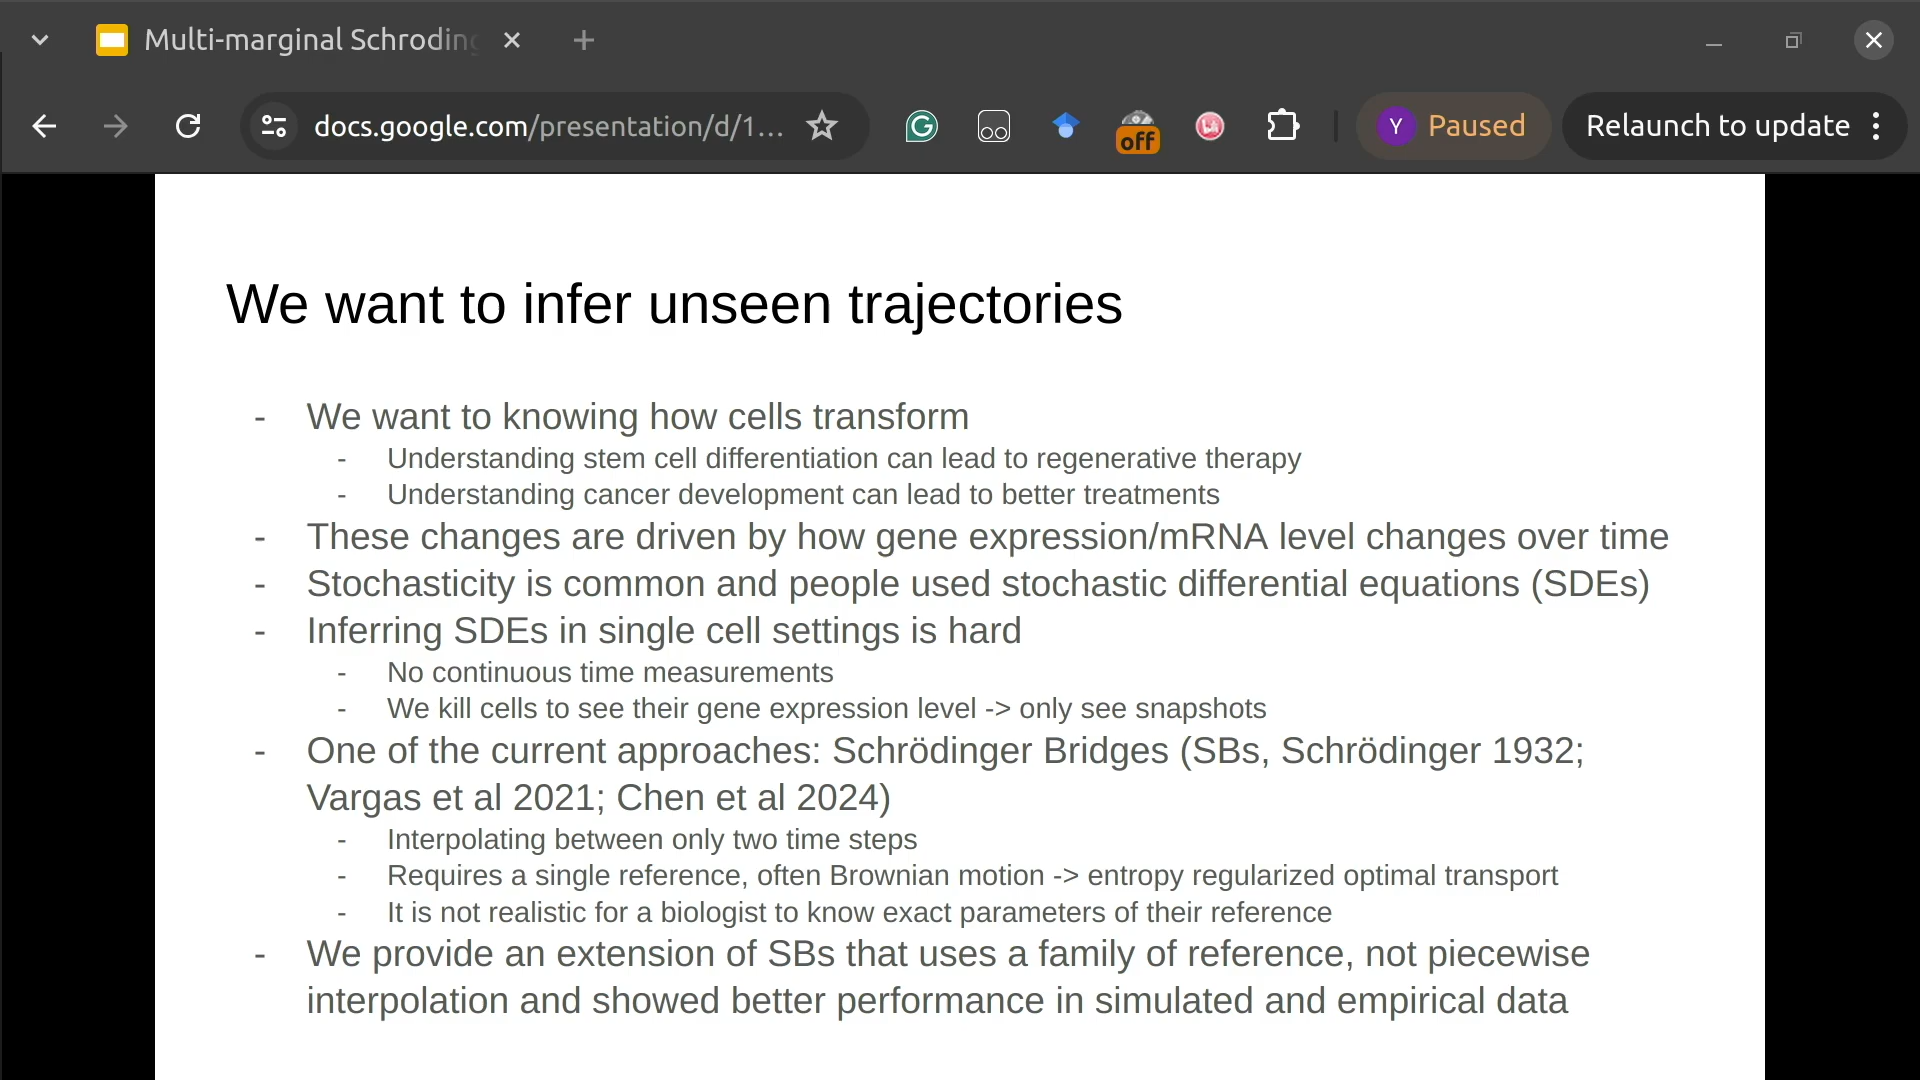 Multi-marginal Schroding
docs.google.com/presentation/d/1...
off
Y
Paused
Relaunch to update
We want to infer unseen trajectories
- We want to knowing how cells transform
- Understanding stem cell differentiation can lead to regenerative therapy
- Understanding cancer development can lead to better treatments
- These changes are driven by how gene expression/mRNA level changes over time
- Stochasticity is common and people used stochastic differential equations (SDEs)
- Inferring SDEs in single cell settings is hard
- No continuous time measurements
- We kill cells to see their gene expression level -> only see snapshots
- One of the current approaches: Schrödinger Bridges (SBs, Schrödinger 1932;
Vargas et al 2021; Chen et al 2024)
- Interpolating between only two time steps
- Requires a single reference, often Brownian motion -> entropy regularized optimal transport
- It is not realistic for a biologist to know exact parameters of their reference
- We provide an extension of SBs that uses a family of reference, not piecewise
interpolation and showed better performance in simulated and empirical data